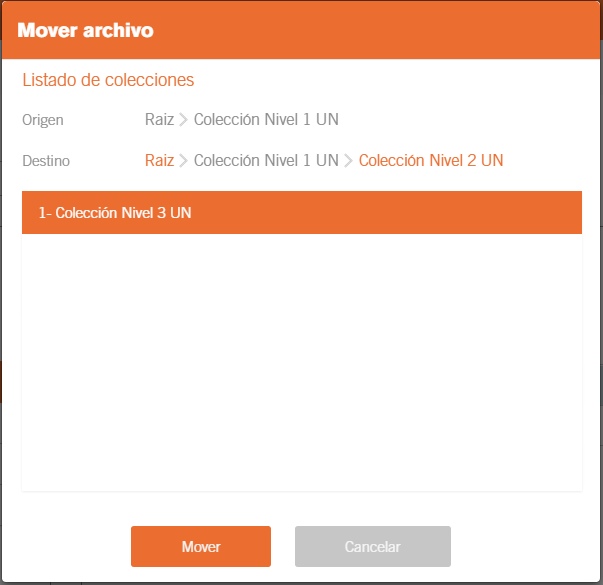 Mover archivo
Listado de colecciones
Origen Raiz > Colección Nivel 1 UN
Destino Raiz > Colección Nivel 1 UN > Colección Nivel 2 UN
1- Colección Nivel 3 UN
Mover Cancelar